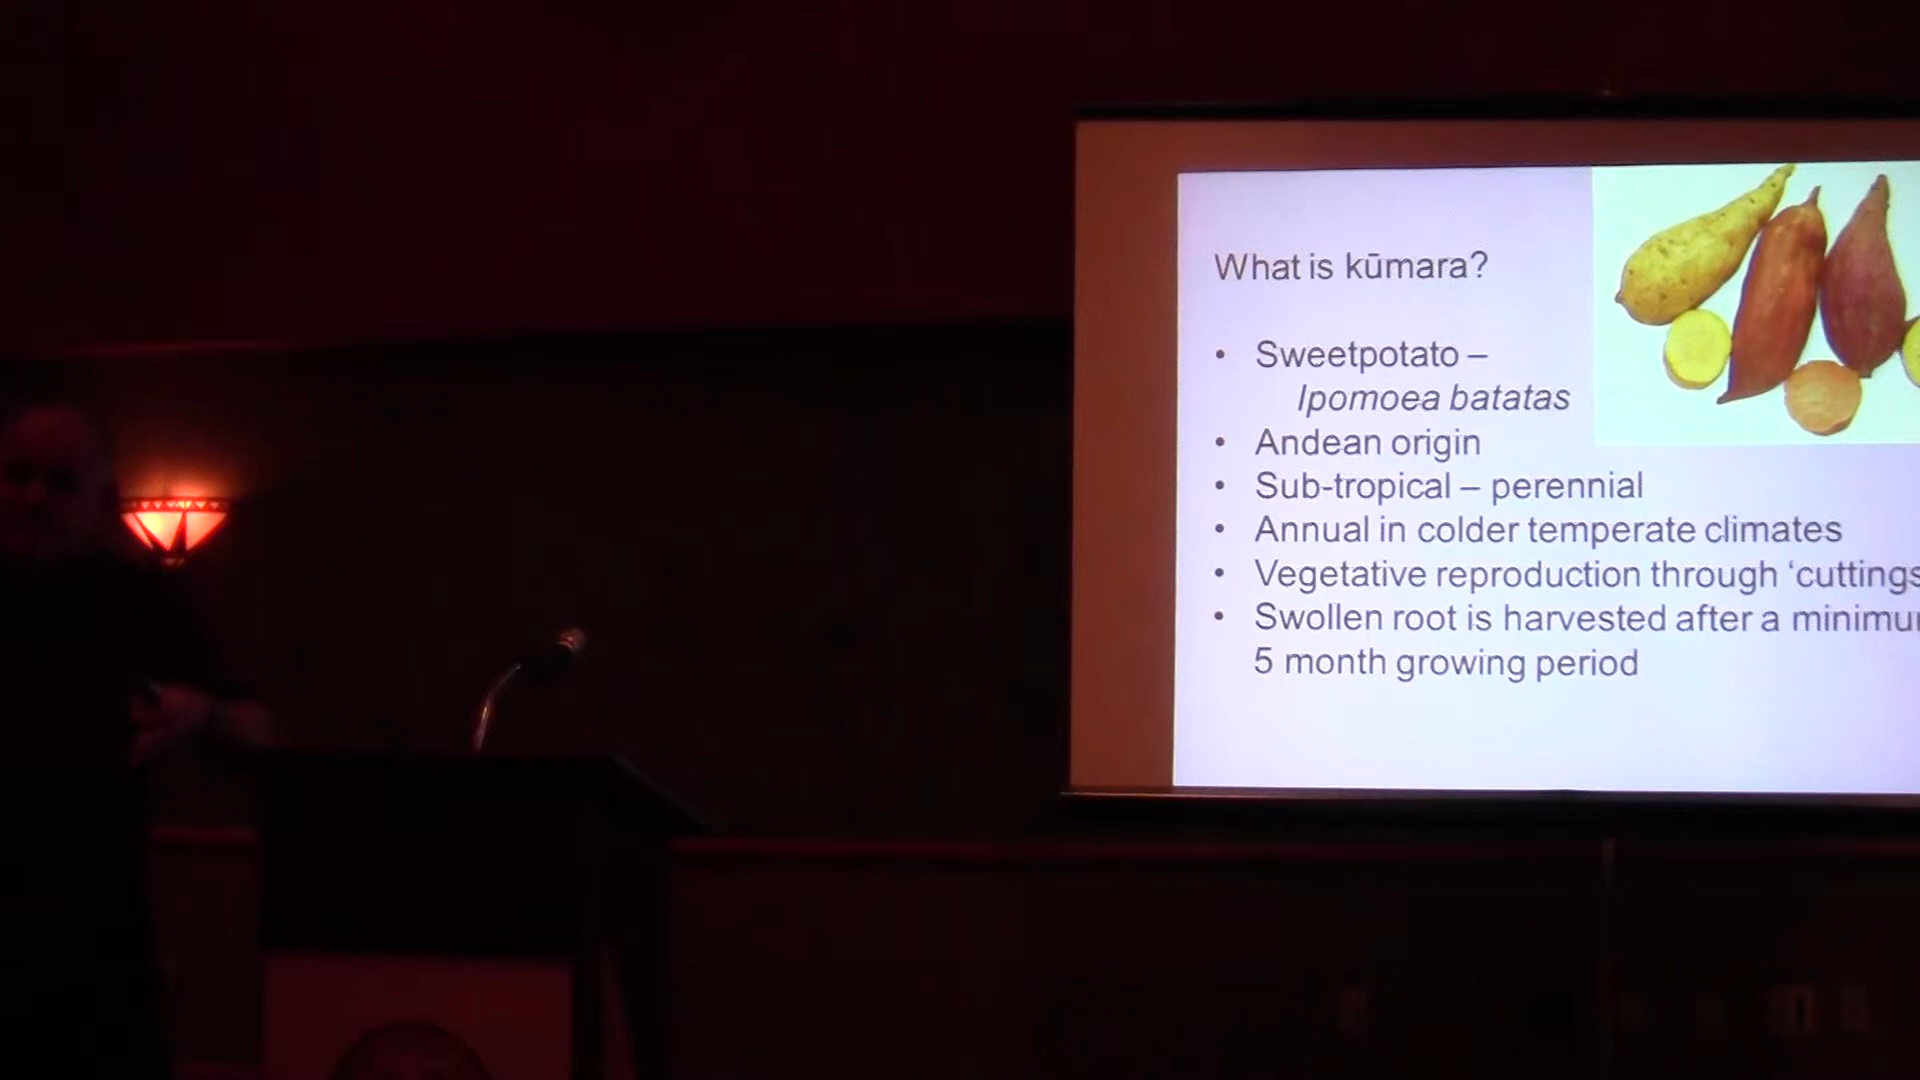 What is kūmara?
• Sweetpotato –
Ipomoea batatas
• Andean origin
• Sub-tropical – perennial
• Annual in colder temperate climates
• Vegetative reproduction through ‘cuttings
• Swollen root is harvested after a
5 month growing period